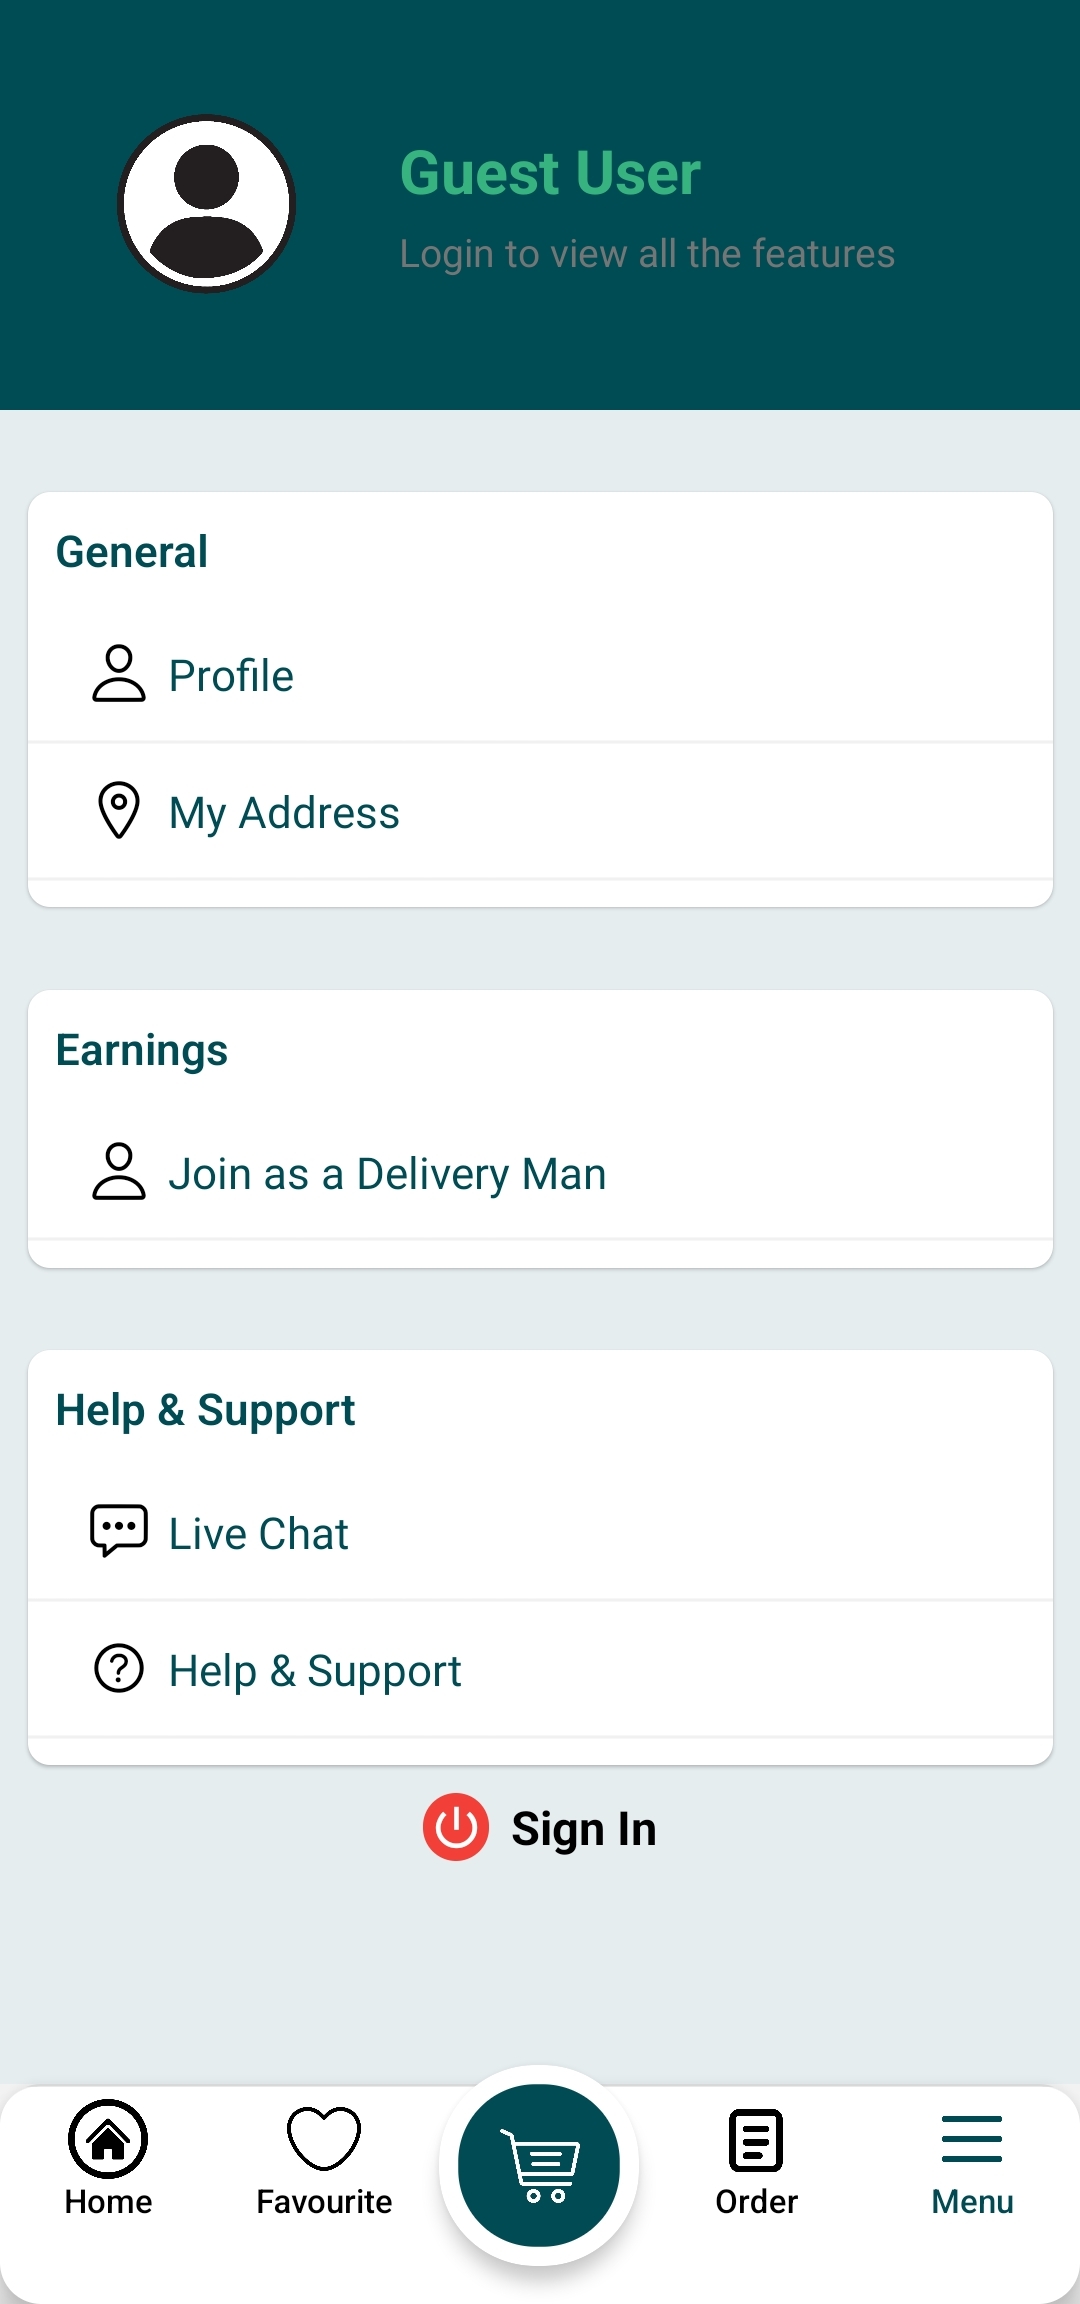 Guest User
Login to view all the features
General
Profile
My Address
Earnings
Join as a Delivery Man
Help & Support
Live Chat
Help & Support
Sign In
Home
Favourite
Order
Menu